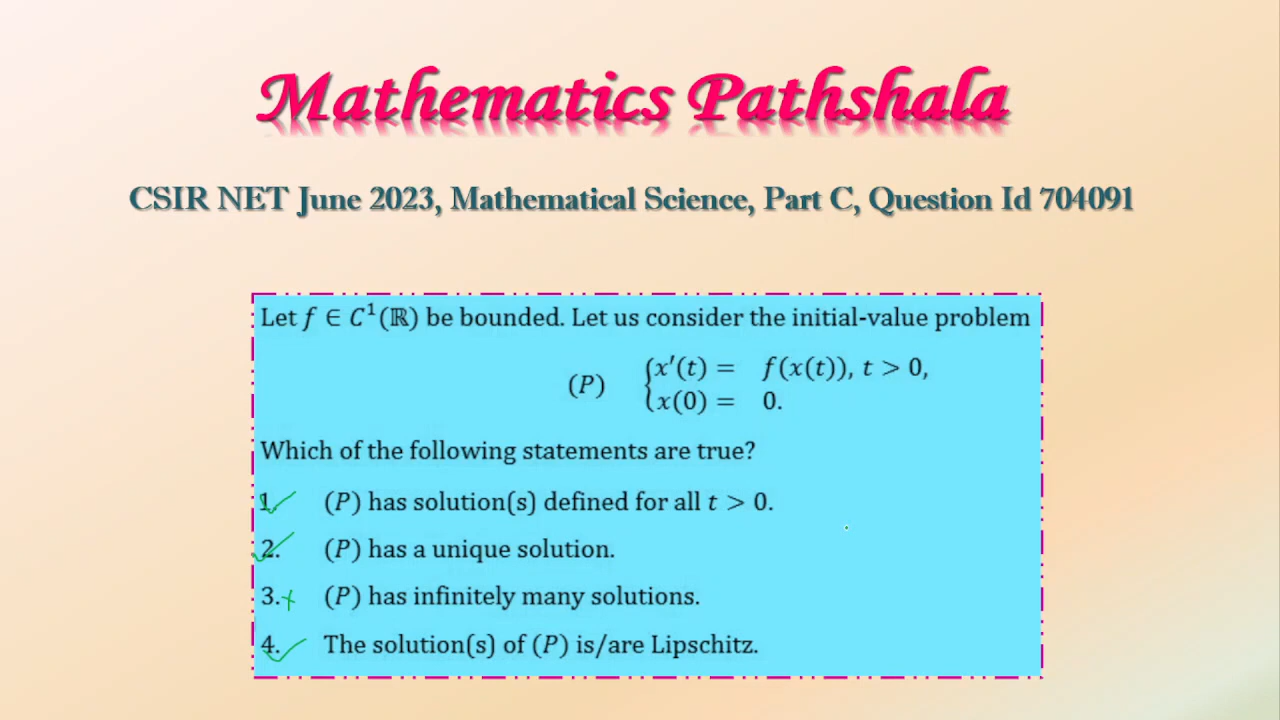 Mathematics Pathshala
CSIR NET June 2023, Mathematical Science, Part C, Question Id 704091
Let f ∈ C¹(ℝ) be bounded. Let us consider the initial-value problem
(P) { x′(t) = f(x(t)), t > 0,
x(0) = 0.
Which of the following statements are true?
1. (P) has solution(s) defined for all t > 0.
2. (P) has a unique solution.
3. (P) has infinitely many solutions.
4. The solution(s) of (P) is/are Lipschitz.